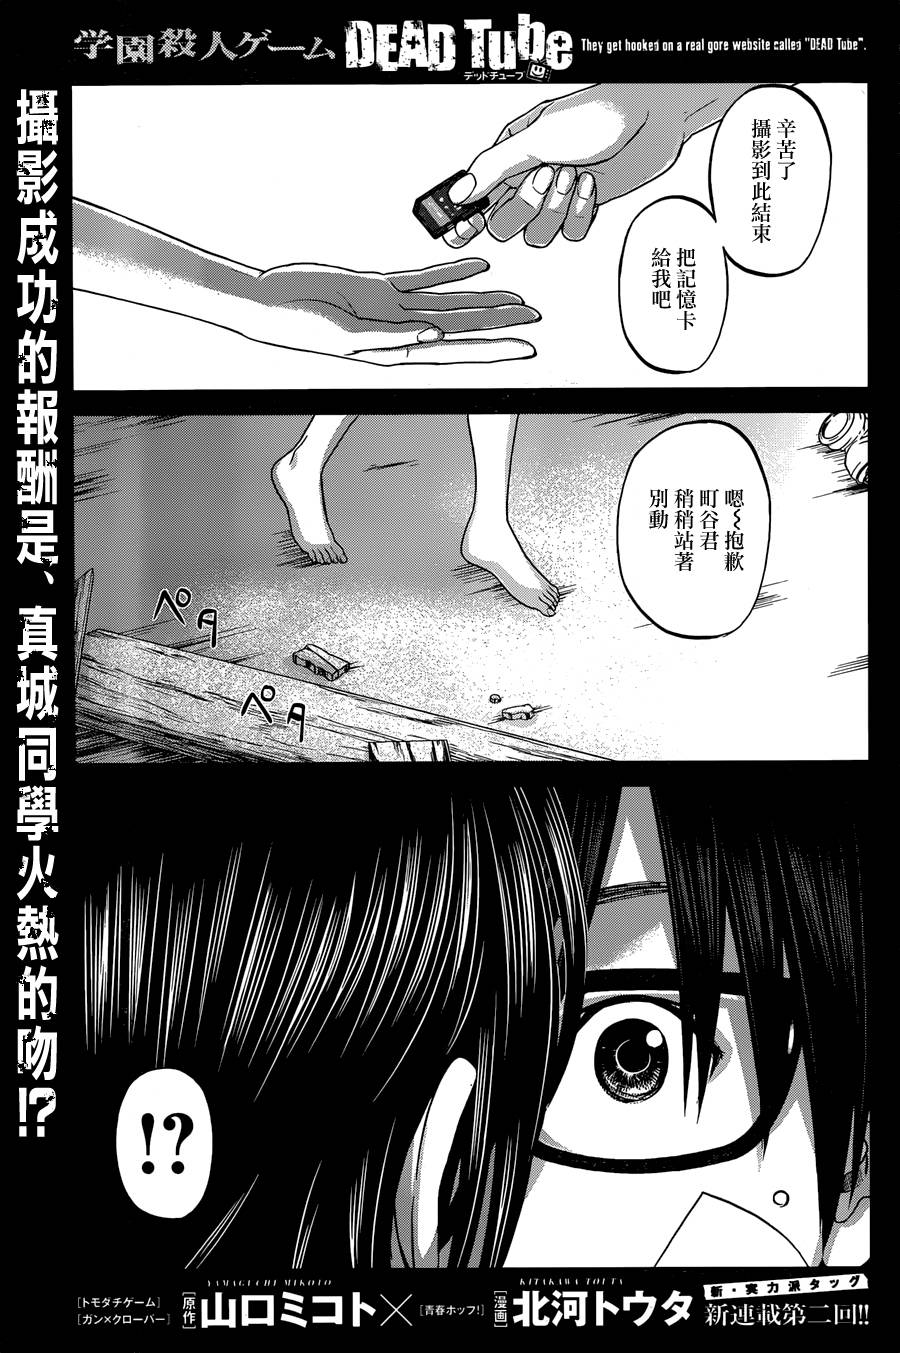 学園殺人ゲーム DEAD Tube
デッドチューブ
They get hooked on a real gore website called "DEAD Tube".
攝影成功的報酬是、真城同學火熱的吻!?
辛苦了
攝影到此結束
把記憶卡
給我吧
嗯~抱歉
町谷君
稍稍站著
別動
ペタ
ペタ
!?
新・実力派タッグ
新連載第二回!!
KITAKAWA TOUTA
[漫画]北河トウタ
[青春ホッフ!]
×
YAMAGUCHI MIKOTO
[原作]山口ミコト
[トモダチゲーム]
[ガン×クローバー]